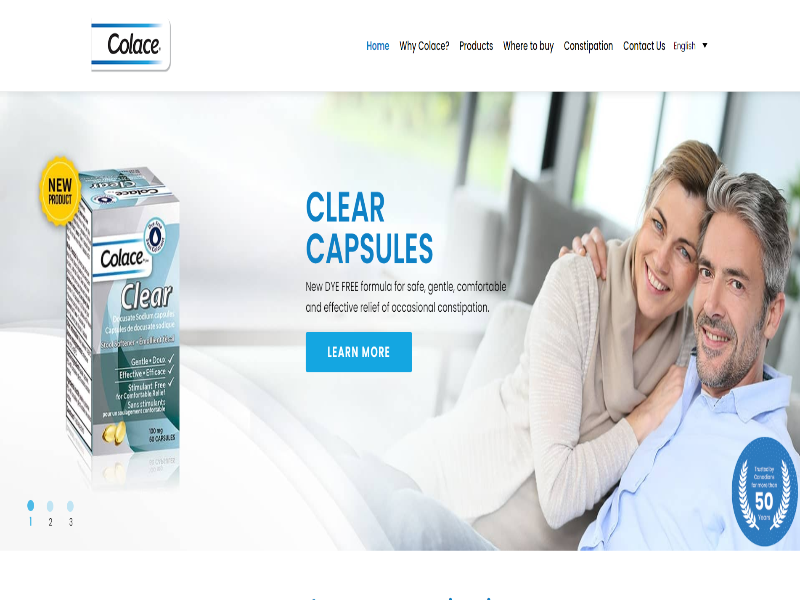 Colace
Home
Why Colace?
Products
Where to buy
Constipation
Contact Us
English
NEW
PRODUCT
Clear
Colace
Colace
Clear
Docusate Sodium capsules
Capsules de docusate sodique
Gentle • Doux
Effective • Efficace
Stimulant Free
for Comfortable Relief
Sans stimulants
pour un soulagement confortable
100 mg
60 CAPSULES
CLEAR
CAPSULES
New DYE FREE formula for safe, gentle, comfortable
and effective relief of occasional constipation.
LEARN MORE
Trusted by
Canadians
for more than
50
Years
1
2
3